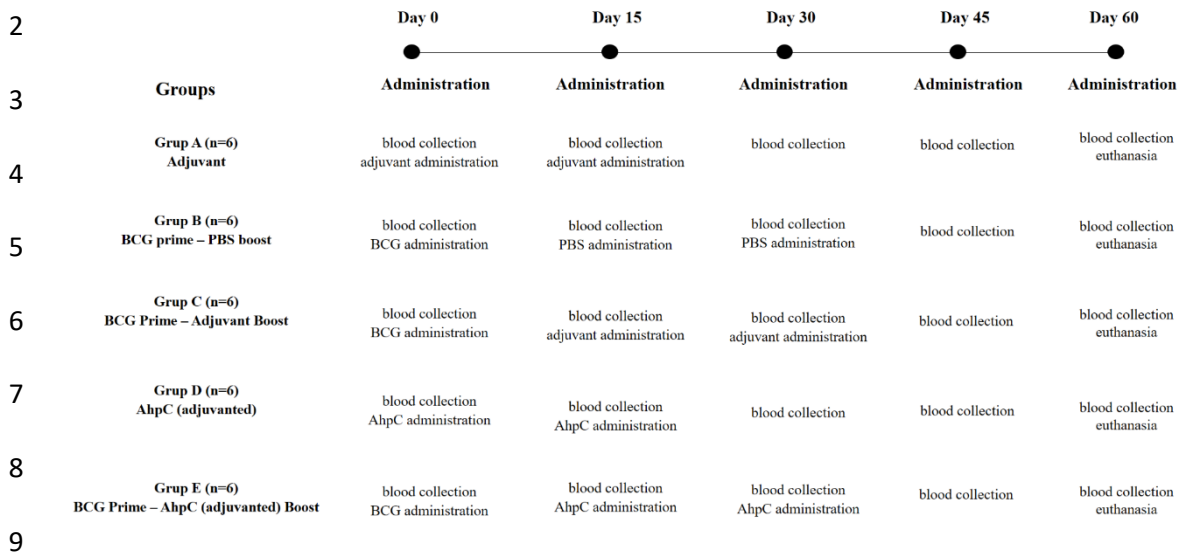 2
Day 0 Day 15 Day 30 Day 45 Day 60
3
Groups
Administration Administration Administration Administration Administration
4
Grup A (n=6)
Adjuvant
blood collection
adjuvant administration
blood collection
adjuvant administration
blood collection
blood collection
blood collection
euthanasia
5
Grup B (n=6)
BCG prime – PBS boost
blood collection
BCG administration
blood collection
PBS administration
blood collection
PBS administration
blood collection
blood collection
euthanasia
6
Grup C (n=6)
BCG Prime – Adjuvant Boost
blood collection
BCG administration
blood collection
adjuvant administration
blood collection
adjuvant administration
blood collection
blood collection
euthanasia
7
Grup D (n=6)
AhpC (adjuvanted)
blood collection
AhpC administration
blood collection
AhpC administration
blood collection
blood collection
blood collection
euthanasia
8
Grup E (n=6)
BCG Prime – AhpC (adjuvanted) Boost
blood collection
BCG administration
blood collection
AhpC administration
blood collection
AhpC administration
blood collection
blood collection
euthanasia
9